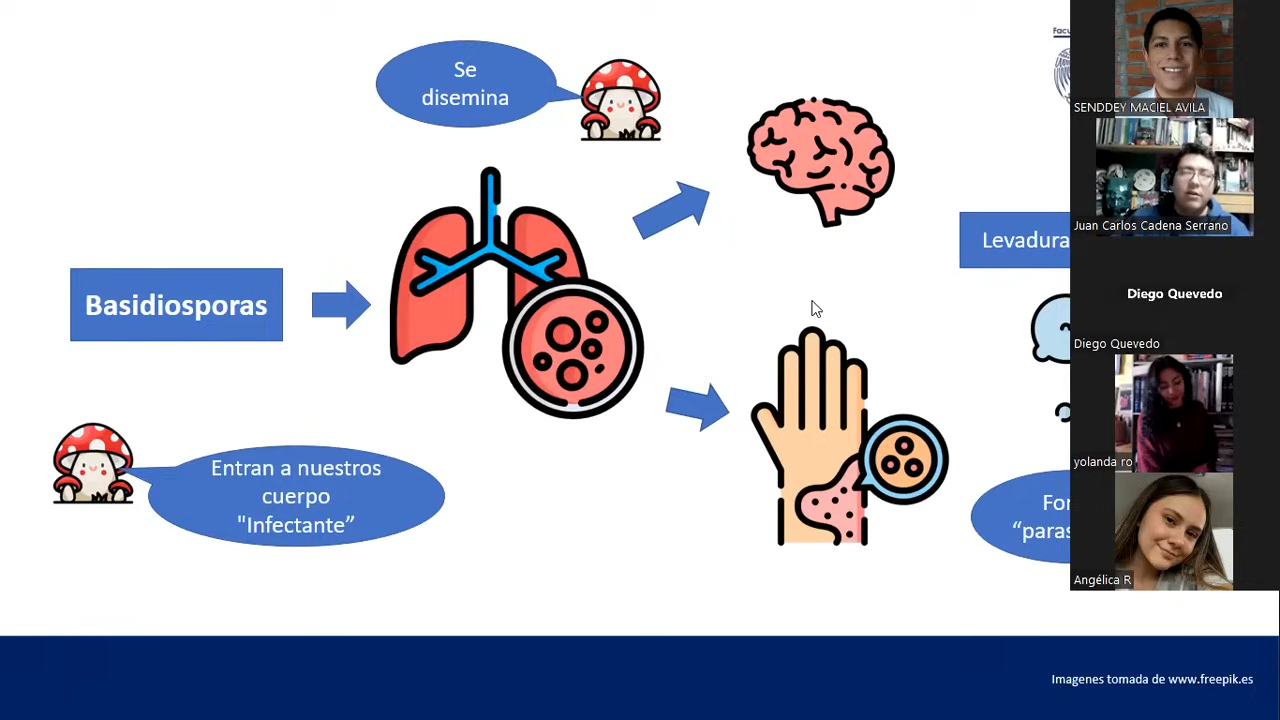 Se
disemina
Basidiosporas
Entran a nuestros
cuerpo
"Infectante”
Levadura
Imagenes tomada de www.freepik.es
SENDDEY MACIEL AVILA
Juan Carlos Cadena Serrano
Diego Quevedo
Diego Quevedo
yolanda ro
Angélica R